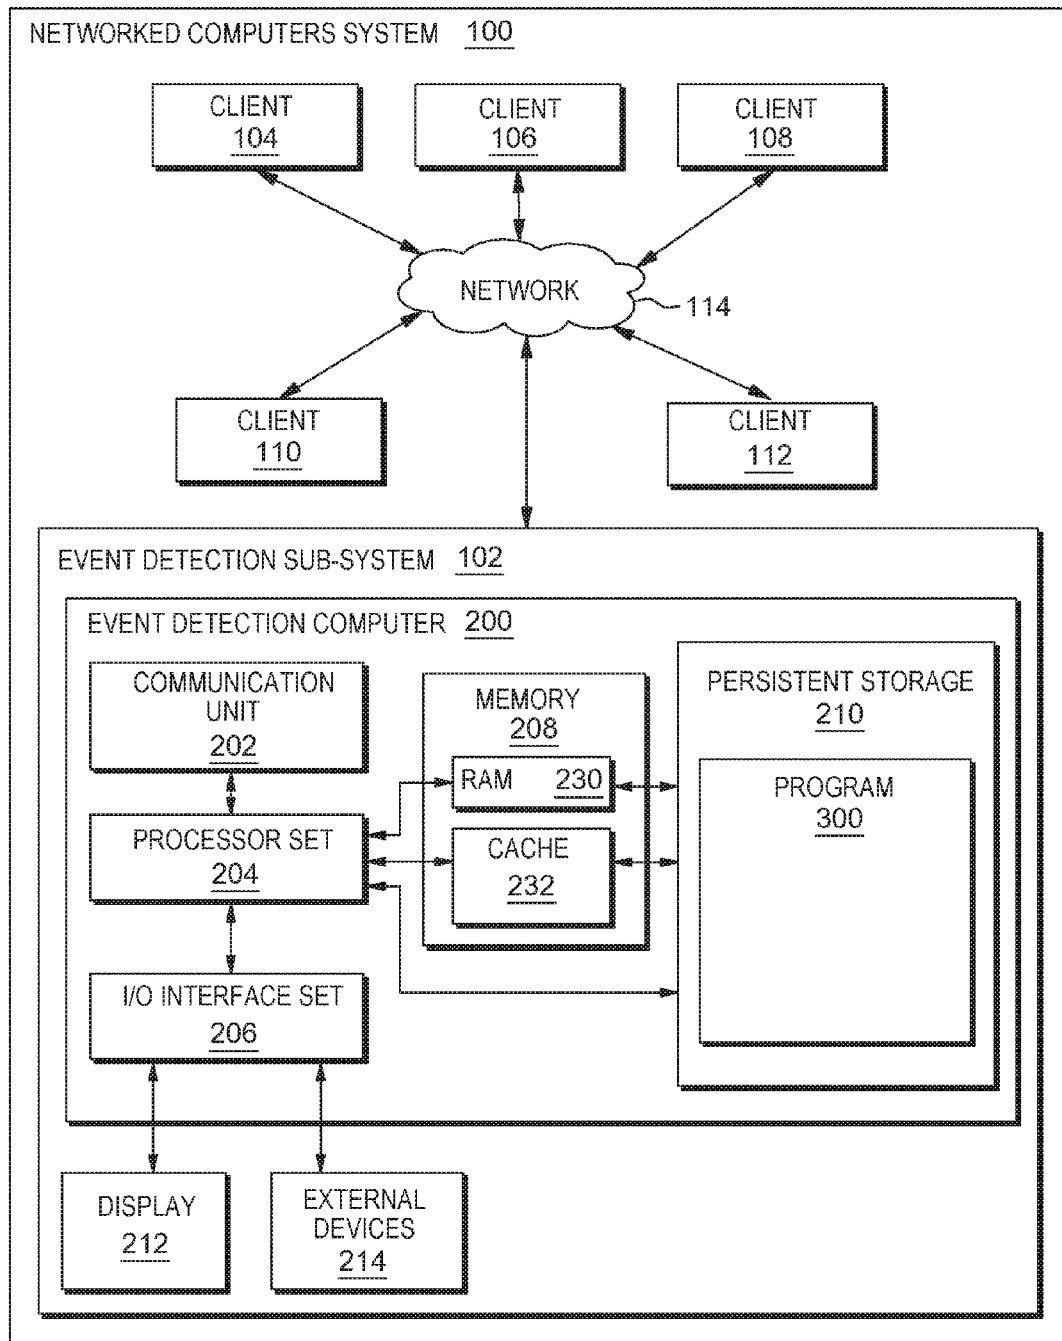 NETWORKED COMPUTERS SYSTEM 100
CLIENT
104
CLIENT
106
CLIENT
108
NETWORK
114
CLIENT
110
CLIENT
112
EVENT DETECTION SUB-SYSTEM 102
EVENT DETECTION COMPUTER 200
COMMUNICATION
UNIT
202
PROCESSOR SET
204
I/O INTERFACE SET
206
MEMORY
208
RAM 230
CACHE
232
PERSISTENT STORAGE
210
PROGRAM
300
DISPLAY
212
EXTERNAL
DEVICES
214